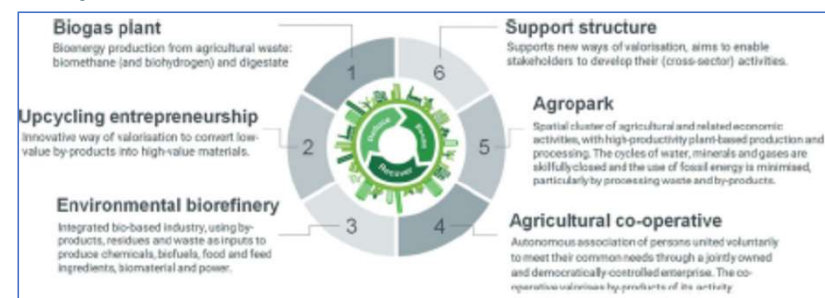 Biogas plant
Bioenergy production from agricultural waste:
biomethane (and biohydrogen) and digestate
1
Upcycling entrepreneurship
Innovative way of valorisation to convert low-
value by-products into high-value materials.
2
Environmental biorefinery
Integrated bio-based industry, using by-
products, residues and waste as inputs to
produce chemicals, biofuels, food and feed
ingredients, biomaterial and power.
3
Support structure
Supports new ways of valorisation, aims to enable
stakeholders to develop their (cross-sector) activities.
6
Agropark
Spatial cluster of agricultural and related economic
activities, with high-productivity plant-based production and
processing. The cycles of water, minerals and gases are
skilfully closed and the use of fossil energy is minimised,
particularly by processing waste and by-products.
5
Agricultural co-operative
Autonomous association of persons united voluntarily
to meet their common needs through a jointly owned
and democratically-controlled enterprise. The co-
operative valorises by-products of its activity
4
Reduce
Reuse
Recover